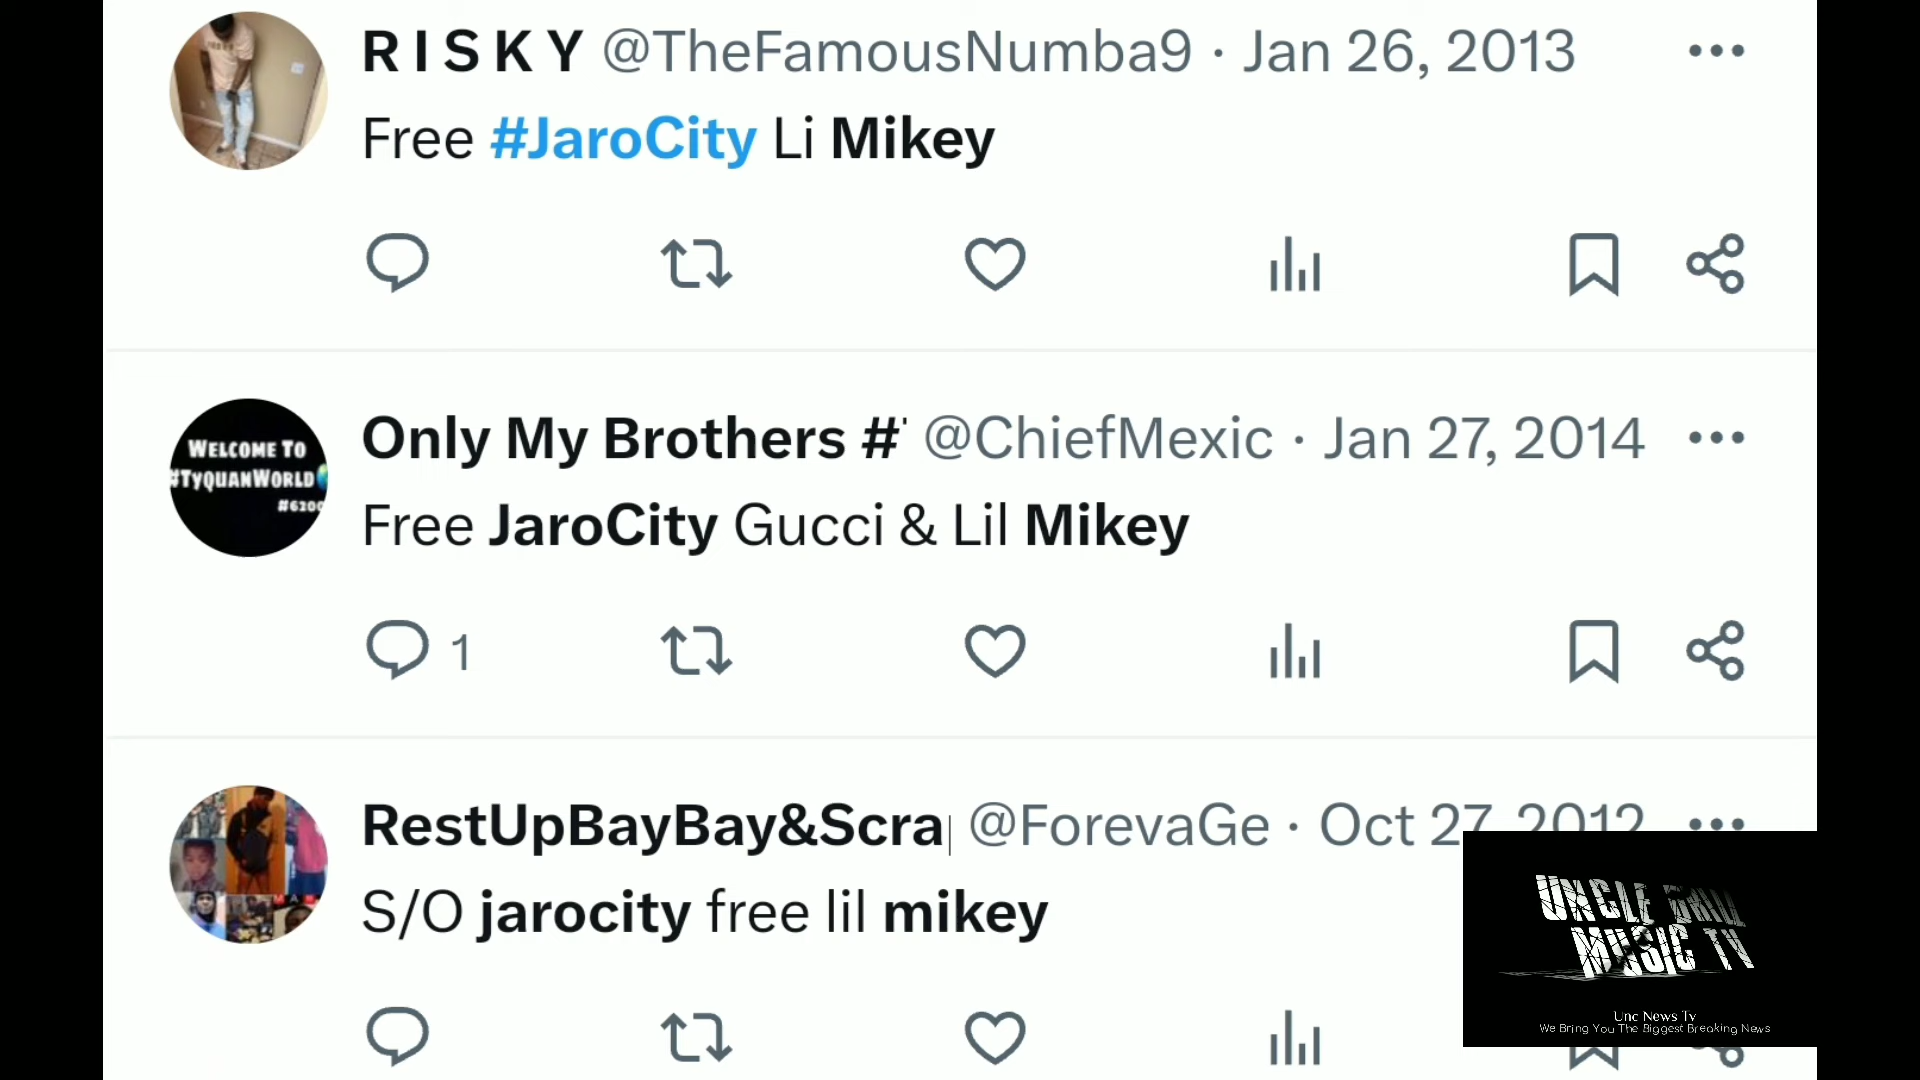 R I S K Y @TheFamousNumba9 · Jan 26, 2013
Free #JaroCity Li Mikey
WELCOME TO
#TYQUANWORLD
#620
Only My Brothers # @ChiefMexic · Jan 27, 2014
Free JaroCity Gucci & Lil Mikey
1
RestUpBayBay&Scra @ForevaGe · Oct 27, 2012
S/O jarocity free lil mikey
UNCLE DRILL
MUSIC TV
Unc News Tv
We Bring You The Biggest Breaking News